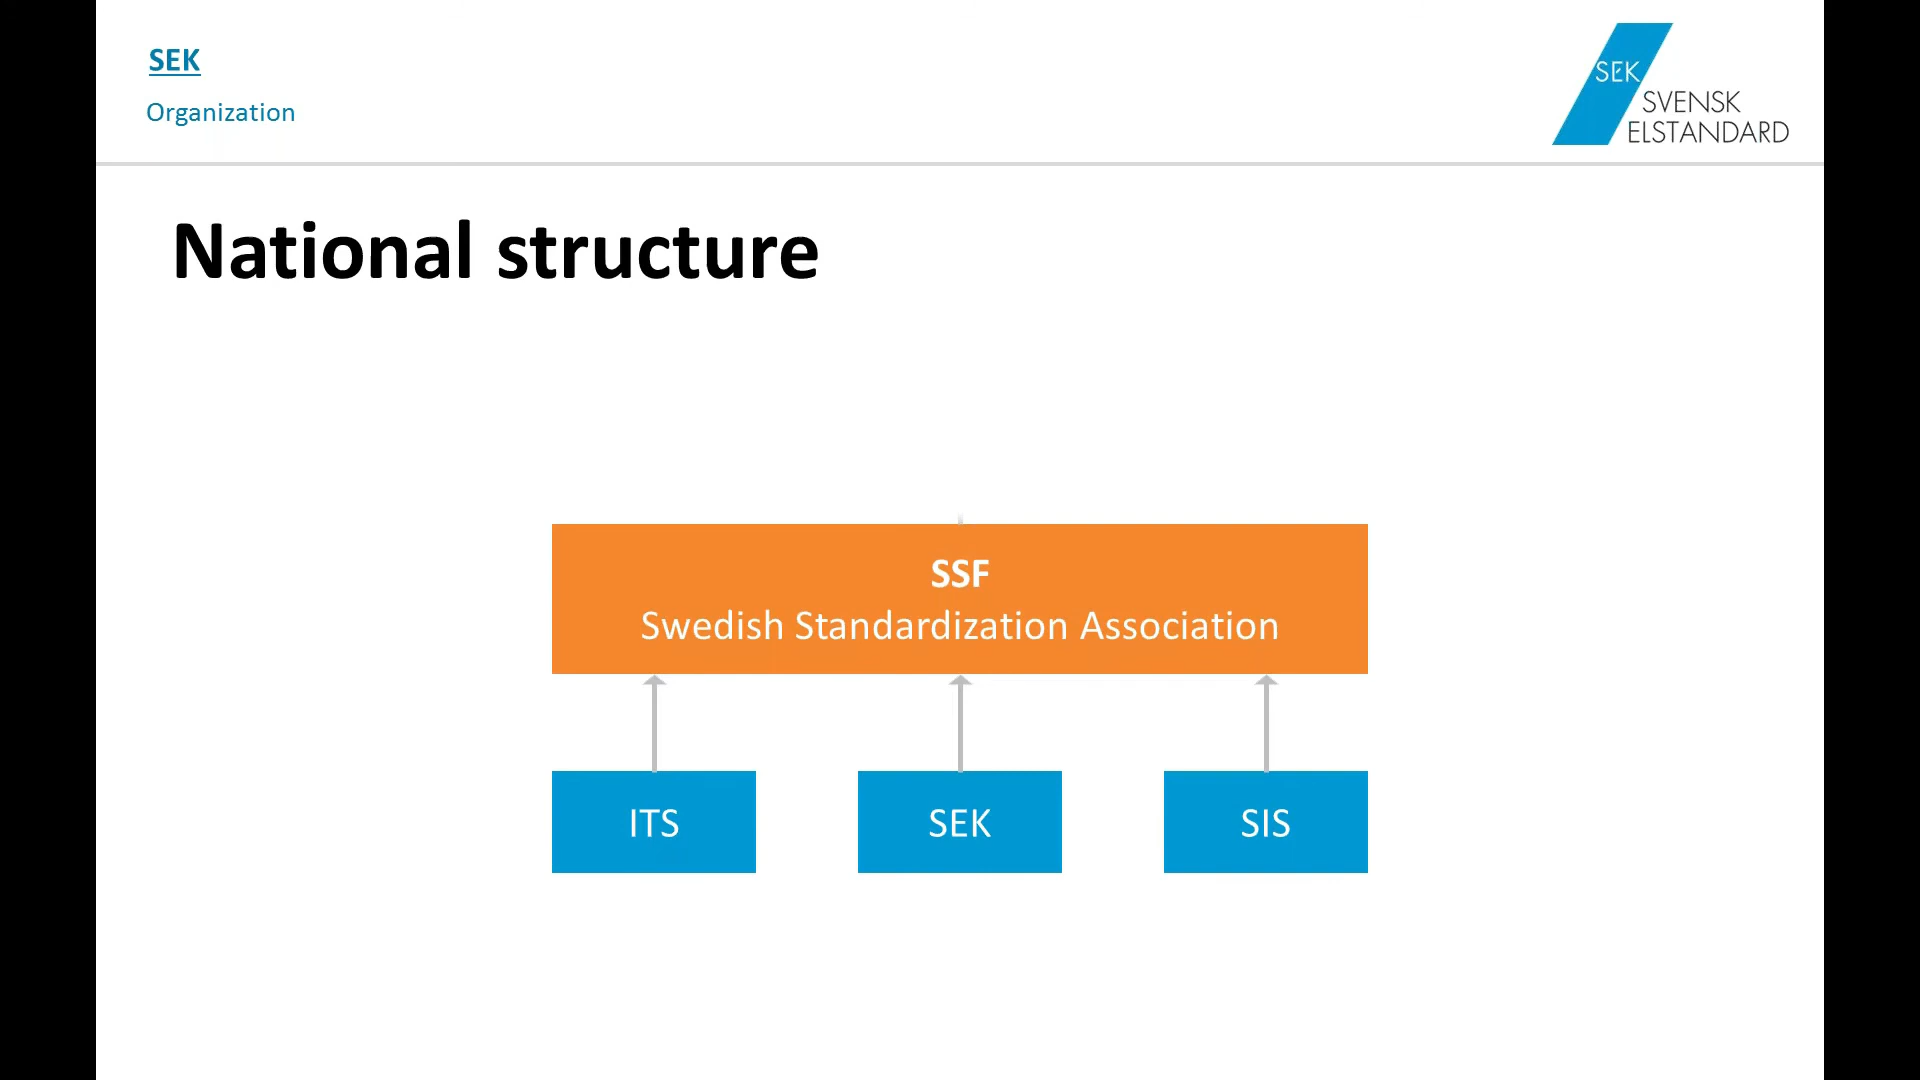 SEK
Organization
SEK
SVENSK
ELSTANDARD
National structure
SSF
Swedish Standardization Association
ITS
SEK
SIS